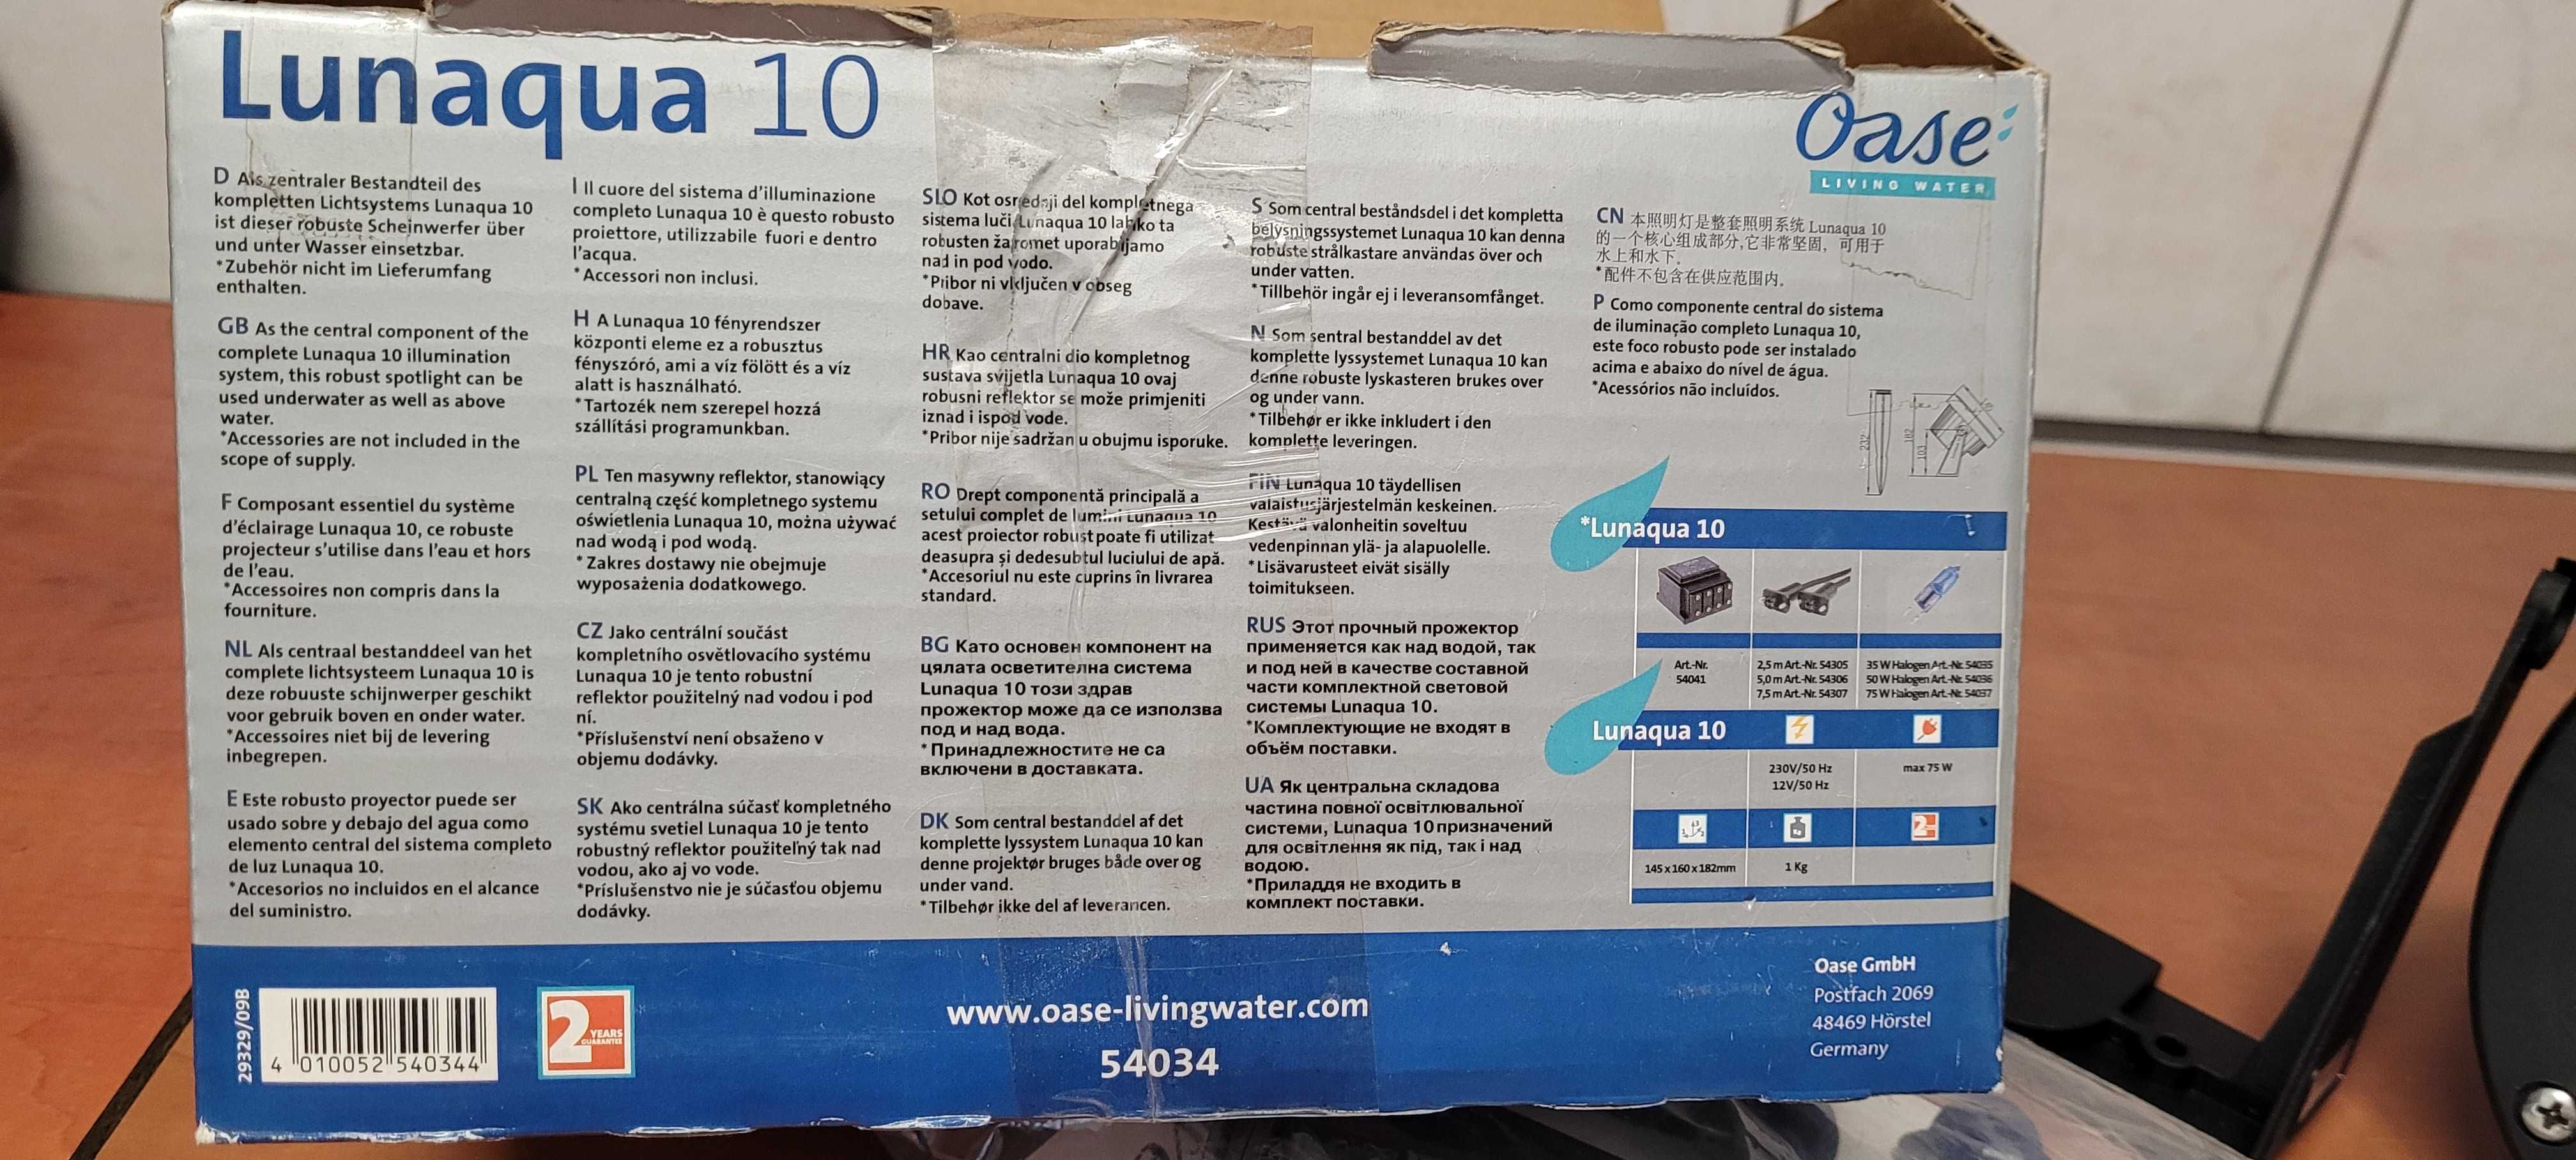 Lunaqua 10
Oase
LIVING WATER
D Als zentraler Bestandteil des
kompletten Lichtsystems Lunaqua 10
ist dieser robuste Scheinwerfer über
und unter Wasser einsetzbar.
*Zubehör nicht im Lieferumfang
enthalten.
GB As the central component of the
complete Lunaqua 10 illumination
system, this robust spotlight can be
used underwater as well as above
water.
*Accessories are not included in the
scope of supply.
F Composant essentiel du système
d'éclairage Lunaqua 10, ce robuste
projecteur s'utilise dans l'eau et hors
de l'eau.
*Accessoires non compris dans la
fourniture.
NL Als centraal bestanddeel van het
complete lichtsysteem Lunaqua 10 is
deze robuuste schijnwerper geschikt
voor gebruik boven en onder water.
*Accessoires niet bij de levering
inbegrepen.
E Este robusto proyector puede ser
usado sobre y debajo del agua como
elemento central del sistema completo
de luz Lunaqua 10.
*Accesorios no incluidos en el alcance
del suministro.
I Il cuore del sistema d'illuminazione
completo Lunaqua 10 è questo robusto
proiettore, utilizzabile fuori e dentro
l'acqua.
*Accessori non inclusi.
H A Lunaqua 10 fényrendszer
központi eleme ez a robusztus
fényszóró, ami a víz fölött és a víz
alatt is használható.
*Tartozék nem szerepel hozzá
szállítási programunkban.
PL Ten masywny reflektor, stanowiący
centralną część kompletnego systemu
oświetlenia Lunaqua 10, można używać
nad wodą i pod wodą.
*Zakres dostawy nie obejmuje
wyposażenia dodatkowego.
CZ Jako centrální součást
kompletního osvětlovacího systému
Lunaqua 10 je tento robustní
reflektor použitelný nad vodou i pod
ní.
*Příslušenství není obsaženo v
objemu dodávky.
SK Ako centrálna súčasť kompletného
systému svetiel Lunaqua 10 je tento
robustný reflektor použiteľný tak nad
vodou, ako aj vo vode.
*Príslušenstvo nie je súčasťou objemu
dodávky.
SLO Kot osrednji del kompletnega
sistema luči Lunaqua 10 lahko ta
robusten žaromet uporabljamo
nad in pod vodo.
*Pribor ni vključen v obseg
dobave.
HR Kao centralni dio kompletnog
sustava svijetla Lunaqua 10 ovaj
robusni reflektor se može primjeniti
iznad i ispod vode.
*Pribor nije sadržan u obujmu isporuke.
RO Drept componentă principală a
setului complet de lumini Lunaqua 10
acest proiector robust poate fi utilizat
deasupra și dedesubtul luciului de apă.
*Accesoriul nu este cuprins în livrarea
standard.
BG Като основен компонент на
цялата осветителна система
Lunaqua 10 този здрав
прожектор може да се използва
под и над вода.
*Принадлежностите не са
включени в доставката.
DK Som central bestanddel af det
komplette lyssystem Lunaqua 10 kan
denne projektør bruges både over og
under vand.
*Tilbehør ikke del af leverancen.
S Som central beståndsdel i det kompletta
belysningssystemet Lunaqua 10 kan denna
robuste strålkastare användas över och
under vatten.
*Tillbehör ingår ej i leveransomfånget.
N Som sentral bestanddel av det
komplette lyssystemet Lunaqua 10 kan
denne robuste lyskasteren brukes over
og under vann.
*Tilbehør er ikke inkludert i den
komplette leveringen.
FIN Lunaqua 10 täydellisen
valaistusjärjestelmän keskeinen.
Kestävä valonheitin soveltuu
vedenpinnan ylä- ja alapuolelle.
*Lisävarusteet eivät sisälly
toimitukseen.
RUS Этот прочный прожектор
применяется как над водой, так
и под ней в качестве составной
части комплектной световой
системы Lunaqua 10.
*Комплектующие не входят в
объём поставки.
UA Як центральна складова
частина повної освітлювальної
системи, Lunaqua 10 призначений
для освітлення як під, так і над
водою.
*Приладдя не входить в
комплект поставки.
CN 本照明灯是整套照明系统 Lunaqua 10
的一个核心组成部分,它非常坚固，可用于
水上和水下。
*配件不包含在供应范围内。
P Como componente central do sistema
de iluminação completo Lunaqua 10,
este foco robusto pode ser instalado
acima e abaixo do nível de água.
*Acessórios não incluídos.
232
182
103
*Lunaqua 10
Art.-Nr.
54041
2,5 m Art.-Nr. 54305
5,0 m Art.-Nr. 54306
7,5 m Art.-Nr. 54307
35 W Halogen Art.-Nr. 54035
50 W Halogen Art.-Nr. 54036
75 W Halogen Art.-Nr. 54037
Lunaqua 10
230V/50 Hz
12V/50 Hz
max 75 W
2
145 x 160 x 182mm
1 Kg
29329/09B
4 010052 540344
2 YEARS
GUARANTEE
www.oase-livingwater.com
54034
Oase GmbH
Postfach 2069
48469 Hörstel
Germany